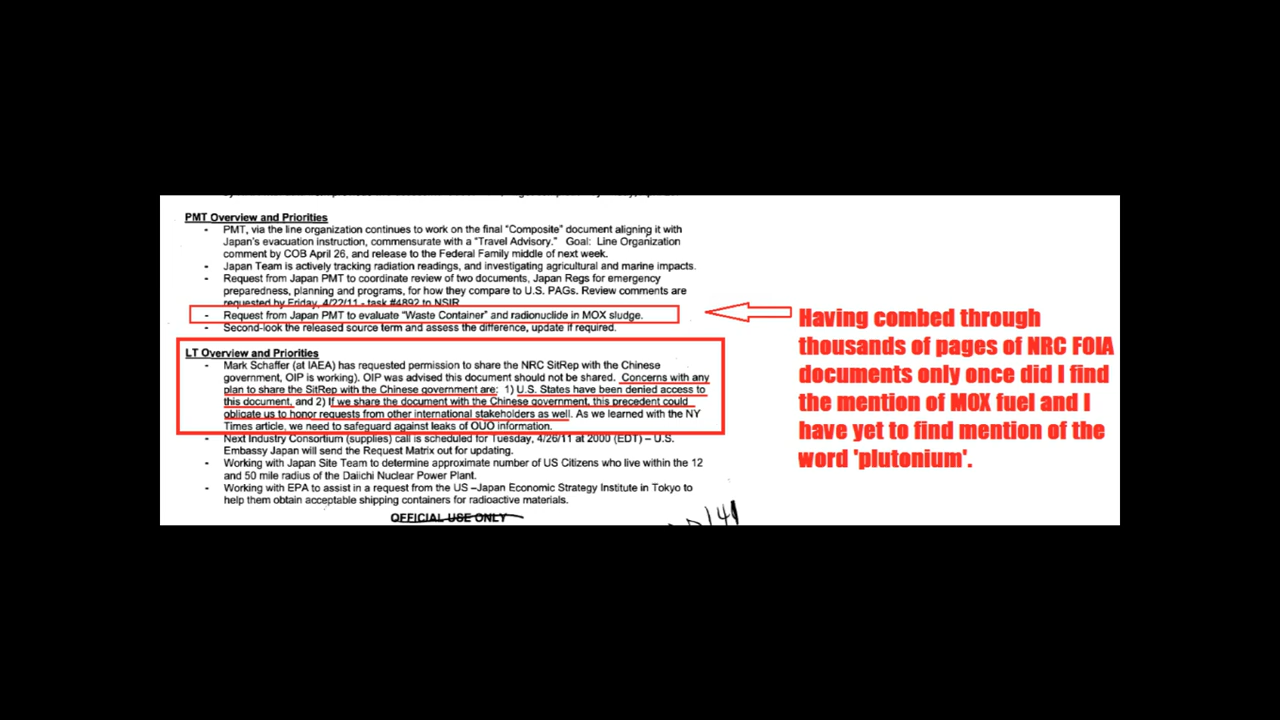 PMT Overview and Priorities
- PMT, via the line organization continues to work on the final "Composite" document aligning it with
Japan's evacuation instruction, commensurate with a "Travel Advisory." Goal: Line Organization
comment by COB April 26, and release to the Federal Family middle of next week.
- Japan Team is actively tracking radiation readings, and investigating agricultural and marine impacts.
- Request from Japan PMT to coordinate review of two documents, Japan Regs for emergency
preparedness, planning and programs, for how they compare to U.S. PAGs. Review comments are
requested by Friday, 4/22/11 - task #4892 to NSIR
- Request from Japan PMT to evaluate "Waste Container" and radionuclide in MOX sludge.
- Second-look the released source term and assess the difference, update if required.
LT Overview and Priorities
- Mark Schaffer (at IAEA) has requested permission to share the NRC SitRep with the Chinese
government, OIP is working). OIP was advised this document should not be shared. Concerns with any
plan to share the SitRep with the Chinese government are: 1) U.S. States have been denied access to
this document, and 2) If we share the document with the Chinese government, this precedent could
obligate us to honor requests from other international stakeholders as well. As we learned with the NY
Times article, we need to safeguard against leaks of OUO information.
- Next Industry Consortium (supplies) call is scheduled for Tuesday, 4/26/11 at 2000 (EDT) – U.S.
Embassy Japan will send the Request Matrix out for updating.
- Working with Japan Site Team to determine approximate number of US Citizens who live within the 12
and 50 mile radius of the Daiichi Nuclear Power Plant.
- Working with EPA to assist in a request from the US –Japan Economic Strategy Institute in Tokyo to
help them obtain acceptable shipping containers for radioactive materials.
OFFICIAL USE ONLY
Having combed through
thousands of pages of NRC FOIA
documents only once did I find
the mention of MOX fuel and I
have yet to find mention of the
word 'plutonium'.